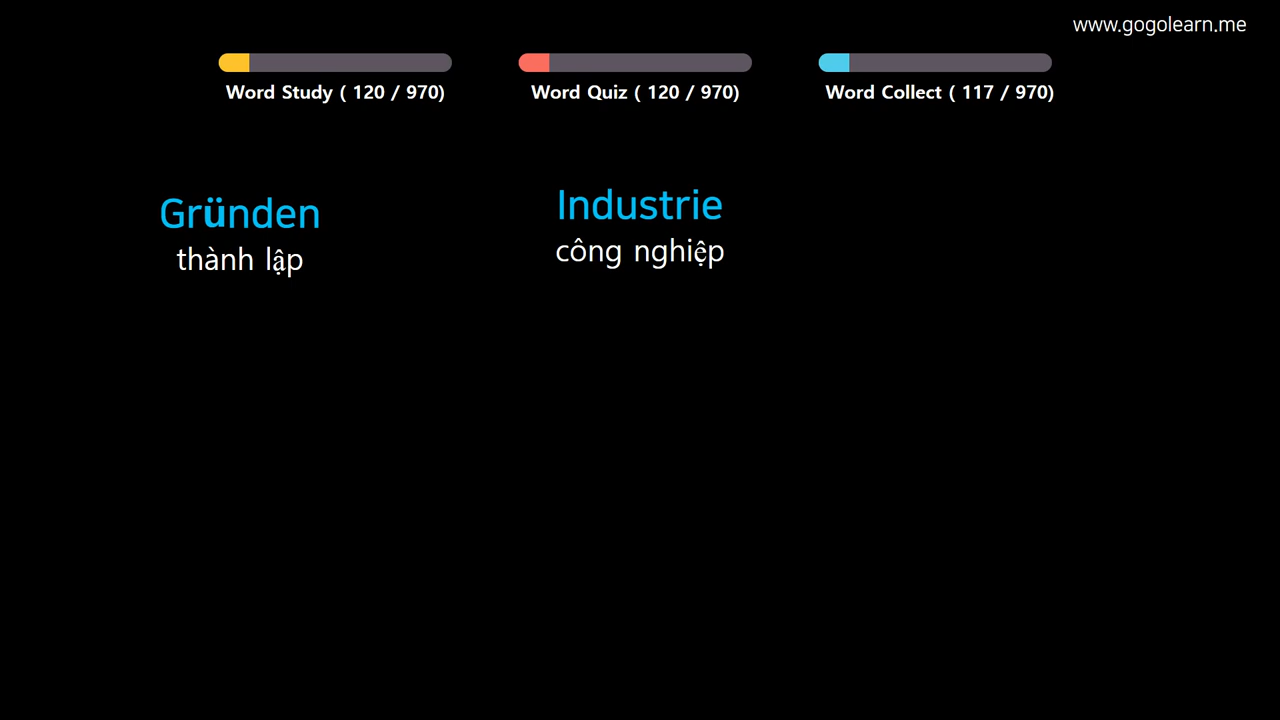 www.gogolearn.me
Word Study ( 120 / 970)
Word Quiz ( 120 / 970)
Word Collect ( 117 / 970)
Gründen
thành lập
Industrie
công nghiệp